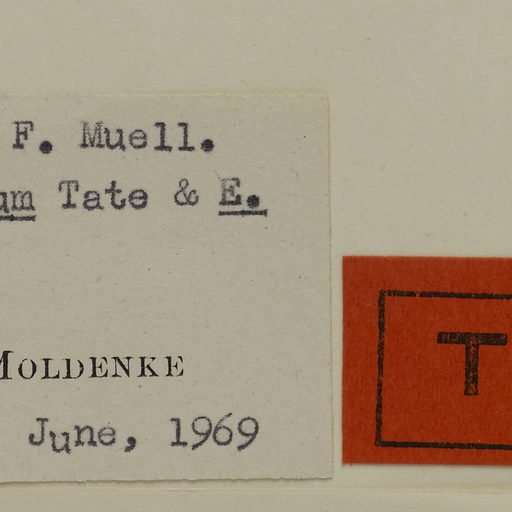 F. Muell.
um Tate & E.
MOLDENKE
June, 1969
T